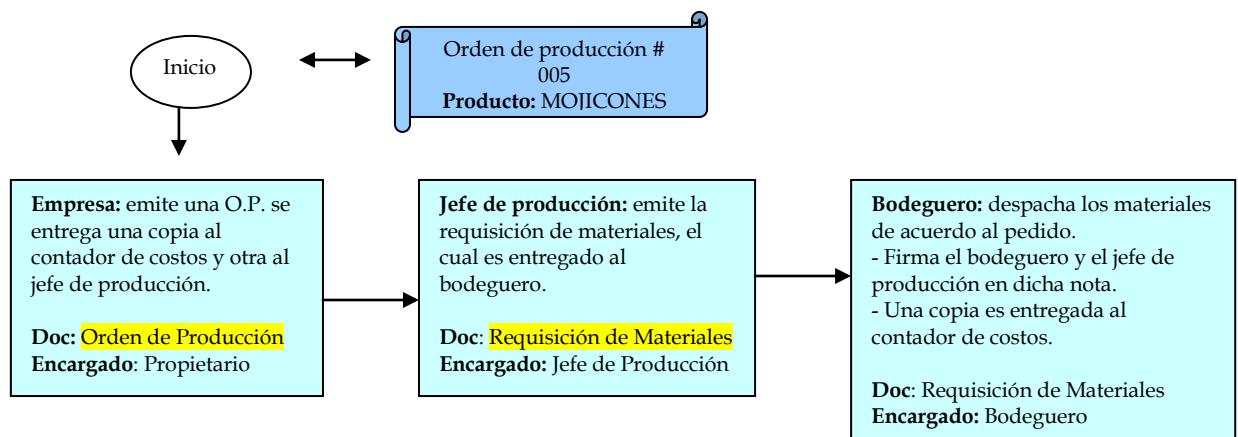 Inicio
Orden de producción #
005
Producto: MOJICONES
Empresa: emite una O.P. se
entrega una copia al
contador de costos y otra al
jefe de producción.
Doc: Orden de Producción
Encargado: Propietario
Jefe de producción: emite la
requisición de materiales, el
cual es entregado al
bodeguero.
Doc: Requisición de Materiales
Encargado: Jefe de Producción
Bodeguero: despacha los materiales
de acuerdo al pedido.
- Firma el bodeguero y el jefe de
producción en dicha nota.
- Una copia es entregada al
contador de costos.
Doc: Requisición de Materiales
Encargado: Bodeguero